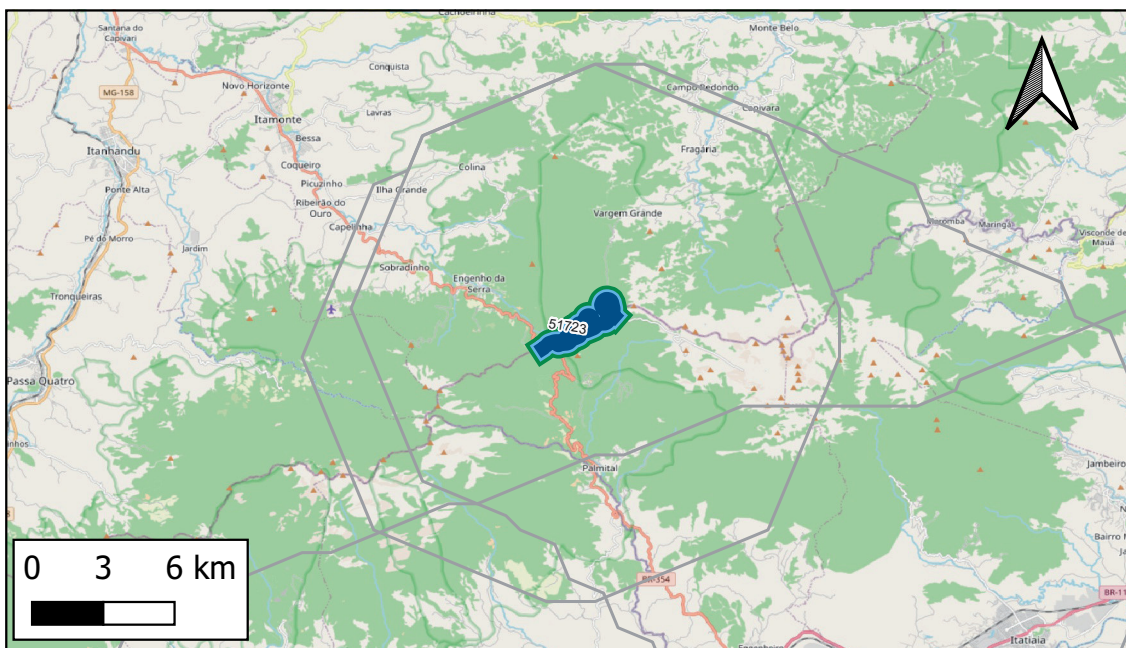 Santana do
Capivari
Cachoeirinha
Monte Belo
Conquista
MG-158
Novo Horizonte
Campo Redondo
Lavras
Capivara
Itamonte
Bessa
Itanhandu
Fragária
Coqueiro
Colina
Picuzinho
Ilha Grande
Ponte Alta
Ribeirão do
Ouro
Vargem Grande
Capelinha
Maromba
Maringá
Visconde de
Mauá
Pé do Morro
Jardim
Sobradinho
Engenho da
Serra
Tronqueiras
51723
Passa Quatro
Palmital
Jambeiro
Bairro M
BR-354
BR-11
Itatiaia
0 3 6 km